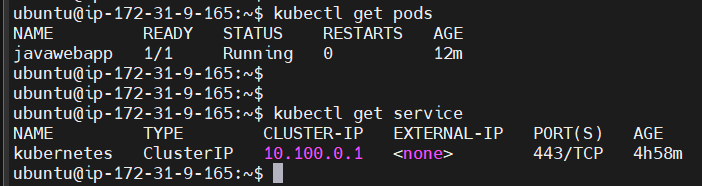 ubuntu@ip-172-31-9-165:~$ kubectl get pods
NAME         READY   STATUS    RESTARTS   AGE
javawebapp   1/1     Running   0          12m
ubuntu@ip-172-31-9-165:~$
ubuntu@ip-172-31-9-165:~$
ubuntu@ip-172-31-9-165:~$ kubectl get service
NAME         TYPE        CLUSTER-IP   EXTERNAL-IP   PORT(S)   AGE
kubernetes   ClusterIP   10.100.0.1   <none>        443/TCP   4h58m
ubuntu@ip-172-31-9-165:~$